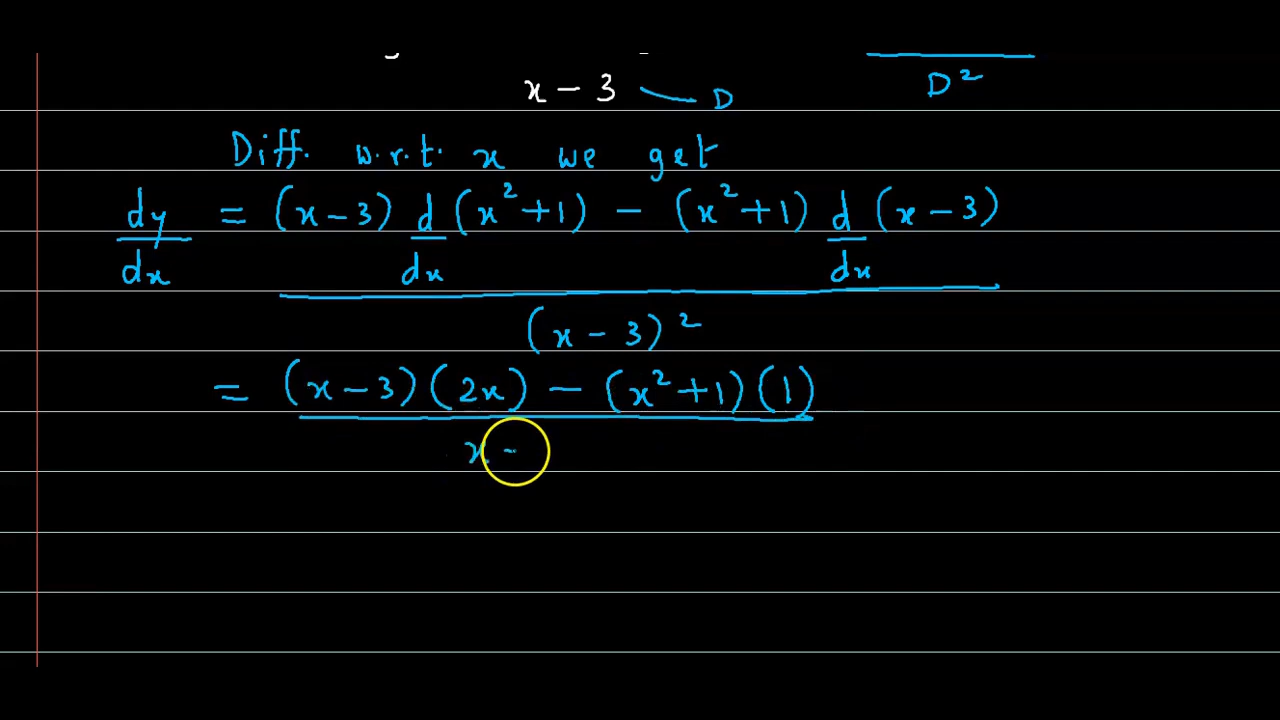 x − 3 D
D²
Diff. w.r.t. x we get
dy/dx = (x−3) d/dx (x²+1) − (x²+1) d/dx (x−3)
(x − 3)²
= (x−3)(2x) − (x²+1)(1)
x -